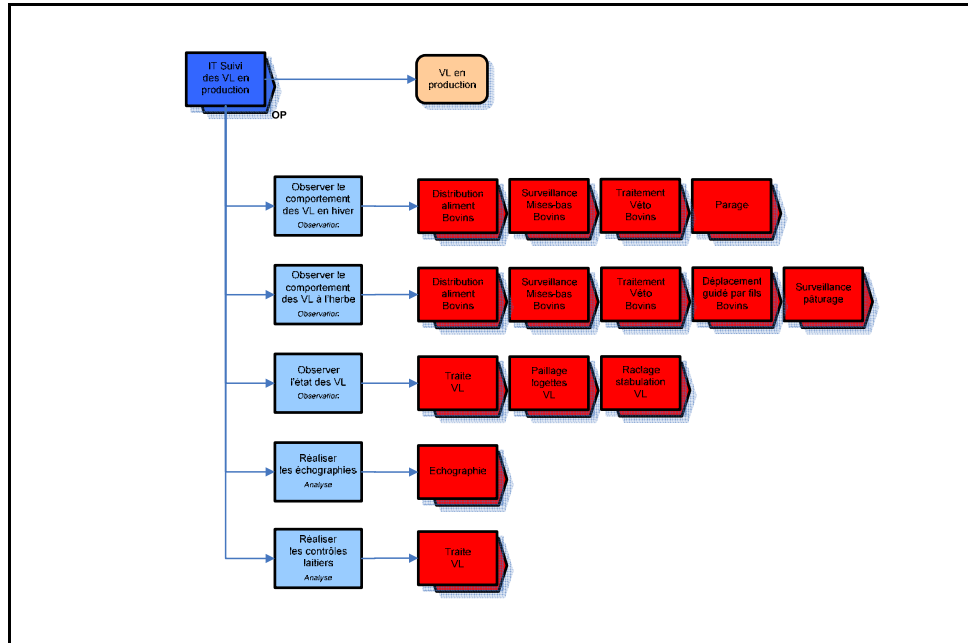 IT Suivi
des VL en
production
OP
VL en
production
Observer le
comportement
des VL en hiver
Observation
Distribution
aliment
Bovins
Surveillance
Mises-bas
Bovins
Traitement
Véto
Bovins
Parage
Observer le
comportement
des VL à l'herbe
Observation
Distribution
aliment
Bovins
Surveillance
Mises-bas
Bovins
Traitement
Véto
Bovins
Déplacement
guidé par fils
Bovins
Surveillance
pâturage
Observer
l'état des VL
Observation
Traite
VL
Paillage
logettes
VL
Raclage
stabulation
VL
Réaliser
les échographies
Analyse
Echographie
Réaliser
les contrôles
laitiers
Analyse
Traite
VL